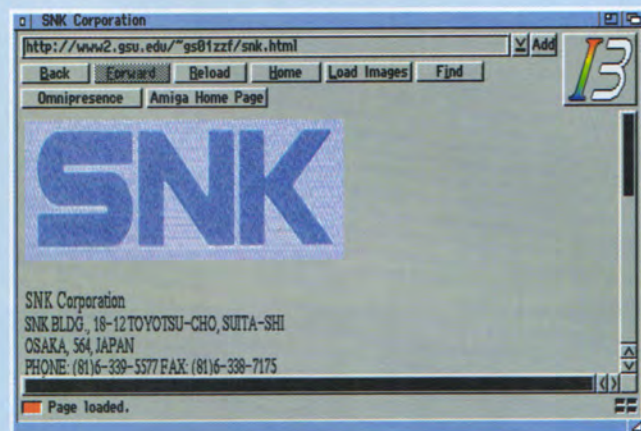 SNK Corporation
http://www2.gsu.edu/~gs01zzf/snk.html
Add
Back Forward Reload Home Load Images Find
Omnipresence Amiga Home Page
IB
SNK
SNK Corporation
SNK BLDG., 18-12 TOYOTSU-CHO, SUITA-SHI
OSAKA, 564, JAPAN
PHONE: (81)6-339-5577 FAX: (81)6-338-7175
Page loaded.